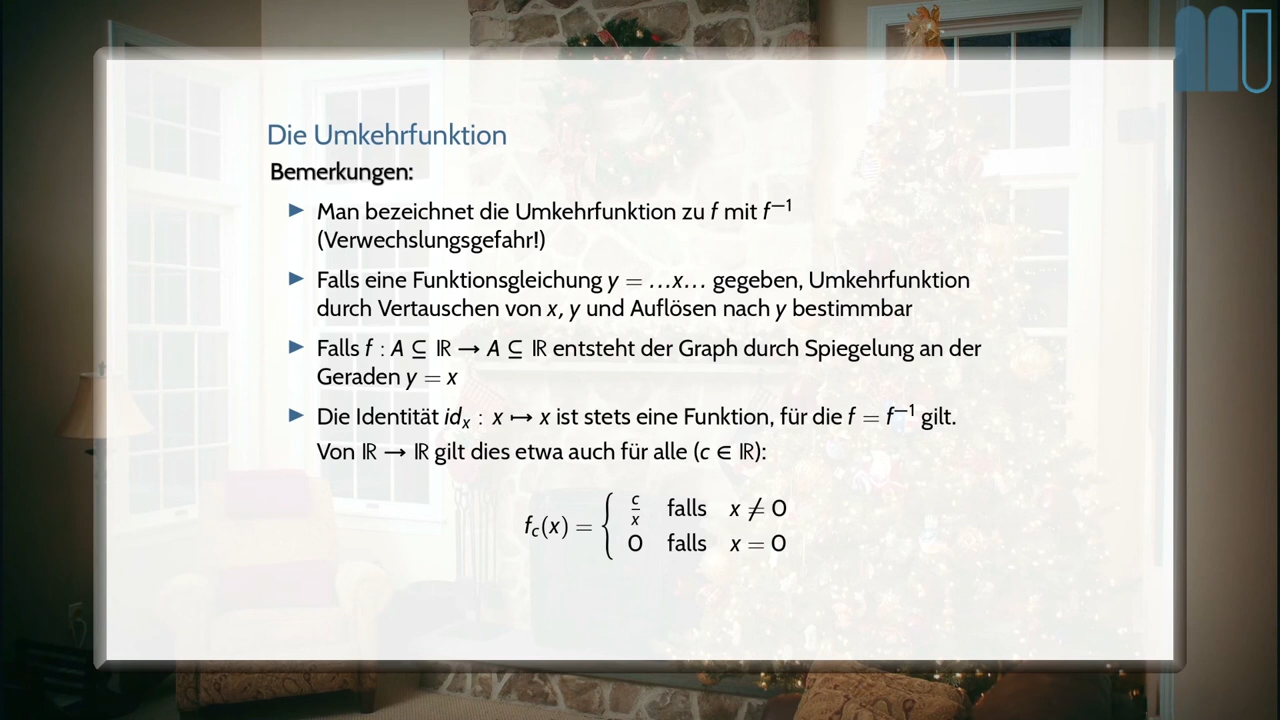 Die Umkehrfunktion
Bemerkungen:
Man bezeichnet die Umkehrfunktion zu f mit f⁻¹
(Verwechslungsgefahr!)
Falls eine Funktionsgleichung y = ...x... gegeben, Umkehrfunktion
durch Vertauschen von x, y und Auflösen nach y bestimmbar
Falls f : A ⊆ ℝ → A ⊆ ℝ entsteht der Graph durch Spiegelung an der
Geraden y = x
Die Identität idₓ : x ↦ x ist stets eine Funktion, für die f = f⁻¹ gilt.
Von ℝ → ℝ gilt dies etwa auch für alle (c ∈ ℝ):
f_c(x) = { c/x falls x ≠ 0
0 falls x = 0